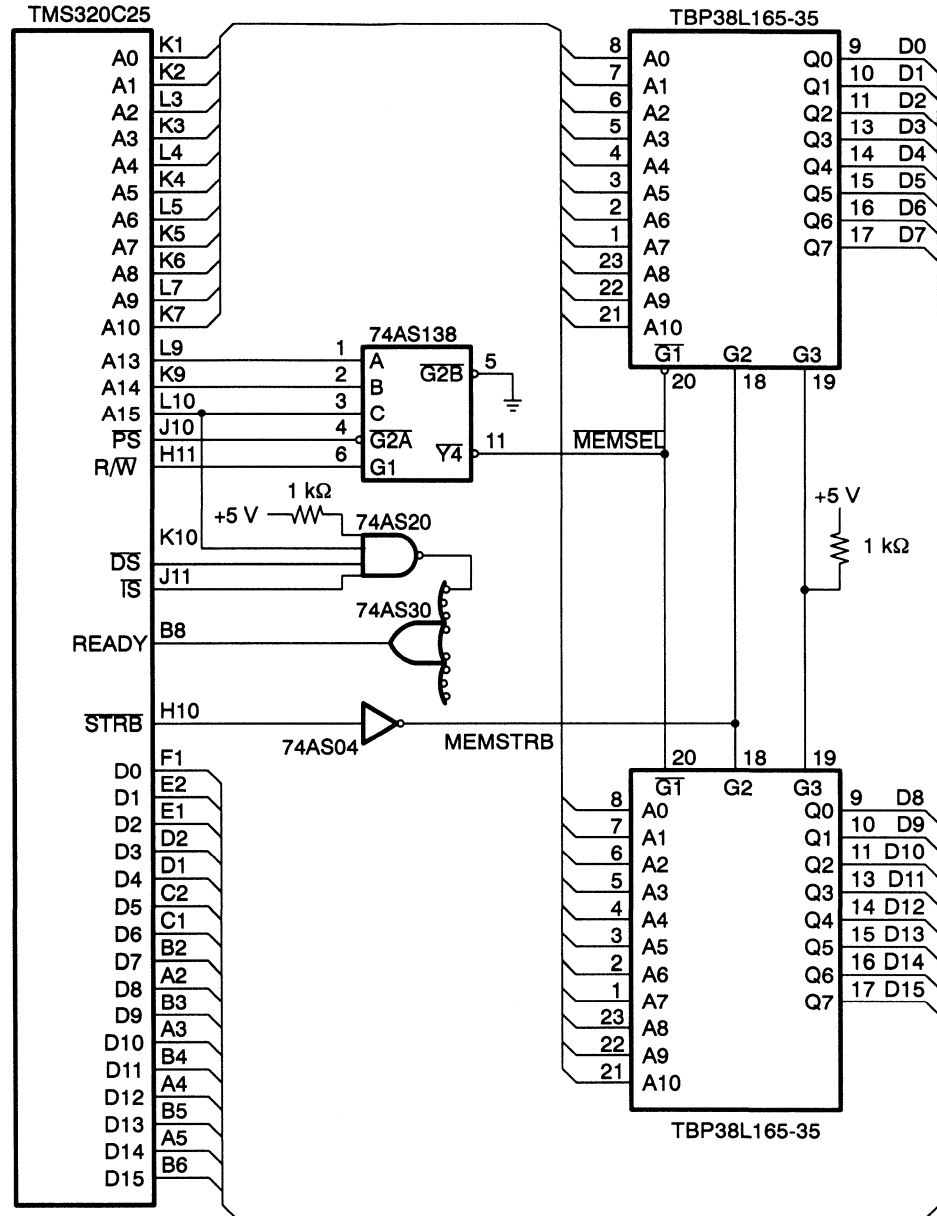 TMS320C25
TBP38L165-35
A0 K1
A1 K2
A2 L3
A3 K3
A4 L4
A5 K4
A6 L5
A7 K5
A8 K6
A9 L7
A10 K7
A13 L9
A14 K9
A15 L10
P̅S̅ J10
R/W̅ H11
K10
D̅S̅
I̅S̅ J11
READY B8
S̅T̅R̅B̅ H10
D0 F1
D1 E2
D2 E1
D3 D2
D4 D1
D5 C2
D6 C1
D7 B2
D8 A2
D9 B3
D10 A3
D11 B4
D12 A4
D13 B5
D14 A5
D15 B6
74AS138
1 A
2 B
3 C
4 G̅2̅A̅
6 G1
G̅2̅B̅ 5
Y̅4̅ 11
M̅E̅M̅S̅E̅L̅
1 kΩ
+5 V
74AS20
74AS30
74AS04
MEMSTRB
8 A0 Q0 9 D0
7 A1 Q1 10 D1
6 A2 Q2 11 D2
5 A3 Q3 13 D3
4 A4 Q4 14 D4
3 A5 Q5 15 D5
2 A6 Q6 16 D6
1 A7 Q7 17 D7
23 A8
22 A9
21 A10
G̅1̅ G2 G3
20 18 19
+5 V
1 kΩ
20 18 19
G̅1̅ G2 G3
8 A0 Q0 9 D8
7 A1 Q1 10 D9
6 A2 Q2 11 D10
5 A3 Q3 13 D11
4 A4 Q4 14 D12
3 A5 Q5 15 D13
2 A6 Q6 16 D14
1 A7 Q7 17 D15
23 A8
22 A9
21 A10
TBP38L165-35